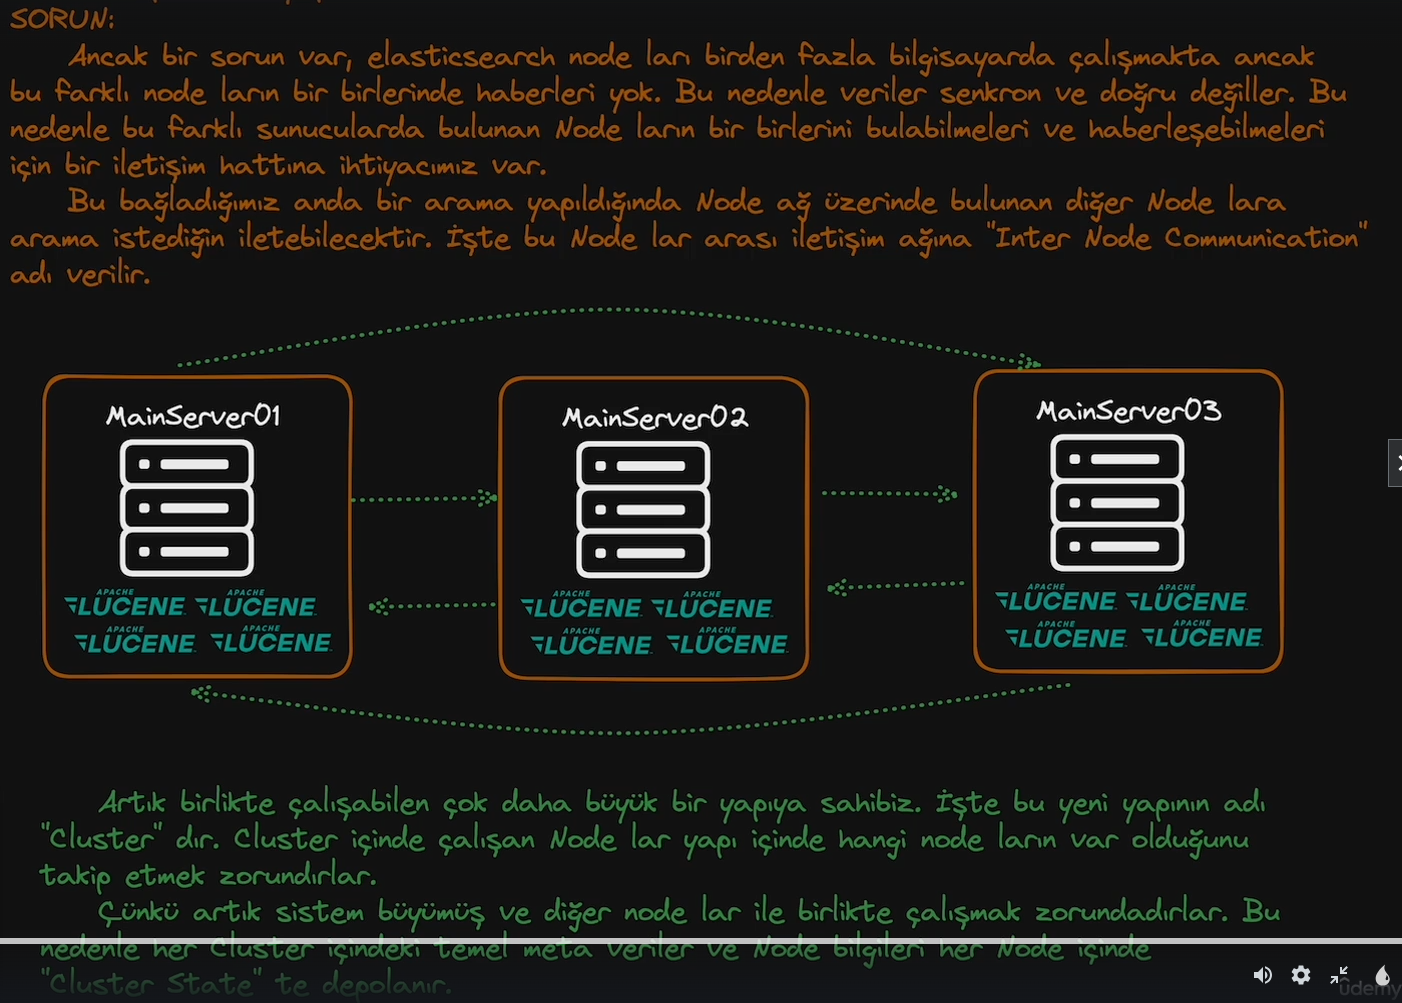 SORUN:
Ancak bir sorun var, elasticsearch node ları birden fazla bilgisayarda çalışmakta ancak
bu farklı node ların bir birlerinde haberleri yok. Bu nedenle veriler senkron ve doğru değiller. Bu
nedenle bu farklı sunucularda bulunan Node ların bir birlerini bulabilmeleri ve haberleşebilmeleri
için bir iletişim hattına ihtiyacımız var.
Bu bağladığımız anda bir arama yapıldığında Node ağ üzerinde bulunan diğer Node lara
arama istediğin iletebilecektir. İşte bu Node lar arası iletişim ağına "Inter Node Communication"
adı verilir.
MainServer01
MainServer02
MainServer03
APACHE LUCENE APACHE LUCENE
APACHE LUCENE APACHE LUCENE
APACHE LUCENE APACHE LUCENE
APACHE LUCENE APACHE LUCENE
APACHE LUCENE APACHE LUCENE
APACHE LUCENE APACHE LUCENE
Artık birlikte çalışabilen çok daha büyük bir yapıya sahibiz. İşte bu yeni yapının adı
"Cluster" dır. Cluster içinde çalışan Node lar yapı içinde hangi node ların var olduğunu
takip etmek zorundırlar.
Çünkü artık sistem büyümüş ve diğer node lar ile birlikte çalışmak zorundadırlar. Bu
nedenle her Cluster içindeki temel meta veriler ve Node bilgileri her Node içinde
"Cluster State" te depolanır.
ûdemy